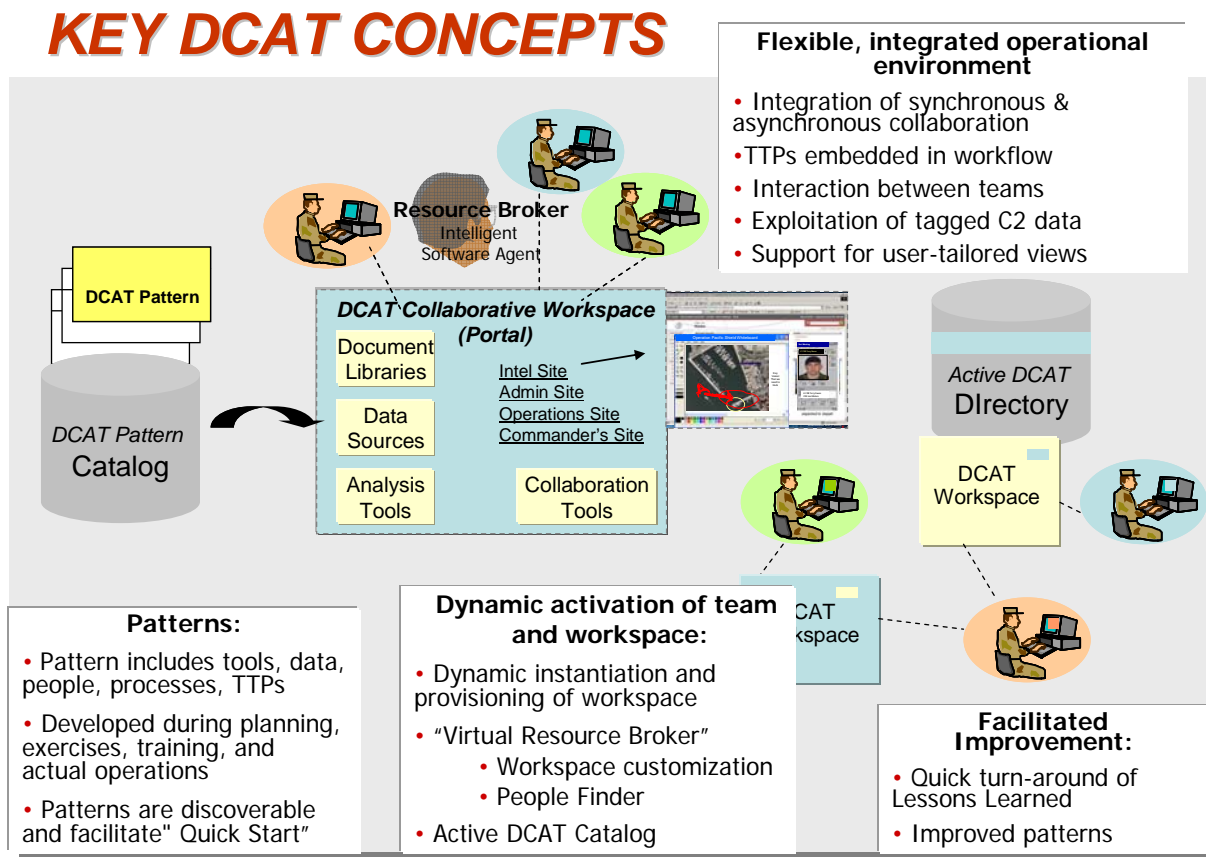 KEY DCAT CONCEPTS
Flexible, integrated operational
environment
• Integration of synchronous &
asynchronous collaboration
•TTPs embedded in workflow
• Interaction between teams
• Exploitation of tagged C2 data
• Support for user-tailored views
Resource Broker
Intelligent
Software Agent
DCAT Pattern
DCAT Pattern
Catalog
DCAT Collaborative Workspace
(Portal)
Document
Libraries
Data
Sources
Analysis
Tools
Intel Site
Admin Site
Operations Site
Commander's Site
Collaboration
Tools
Operation Pacific Shield Whiteboard
Active DCAT
DIrectory
DCAT
Workspace
CAT
kspace
Patterns:
• Pattern includes tools, data,
people, processes, TTPs
• Developed during planning,
exercises, training, and
actual operations
• Patterns are discoverable
and facilitate" Quick Start"
Dynamic activation of team
and workspace:
• Dynamic instantiation and
provisioning of workspace
• "Virtual Resource Broker"
• Workspace customization
• People Finder
• Active DCAT Catalog
Facilitated
Improvement:
• Quick turn-around of
Lessons Learned
• Improved patterns